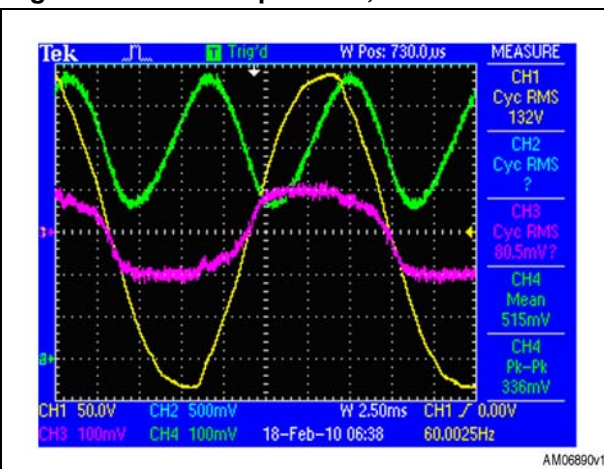 Tek
T Trig'd
W Pos: 730.0us
MEASURE
CH1
Cyc RMS
132V
CH2
Cyc RMS
?
CH3
Cyc RMS
80.5mV?
CH4
Mean
515mV
CH4
Pk-Pk
336mV
CH1 50.0V CH2 500mV W 2.50ms CH1 0.00V
CH3 100mV CH4 100mV 18-Feb-10 06:38 60.0025Hz
AM06890v1